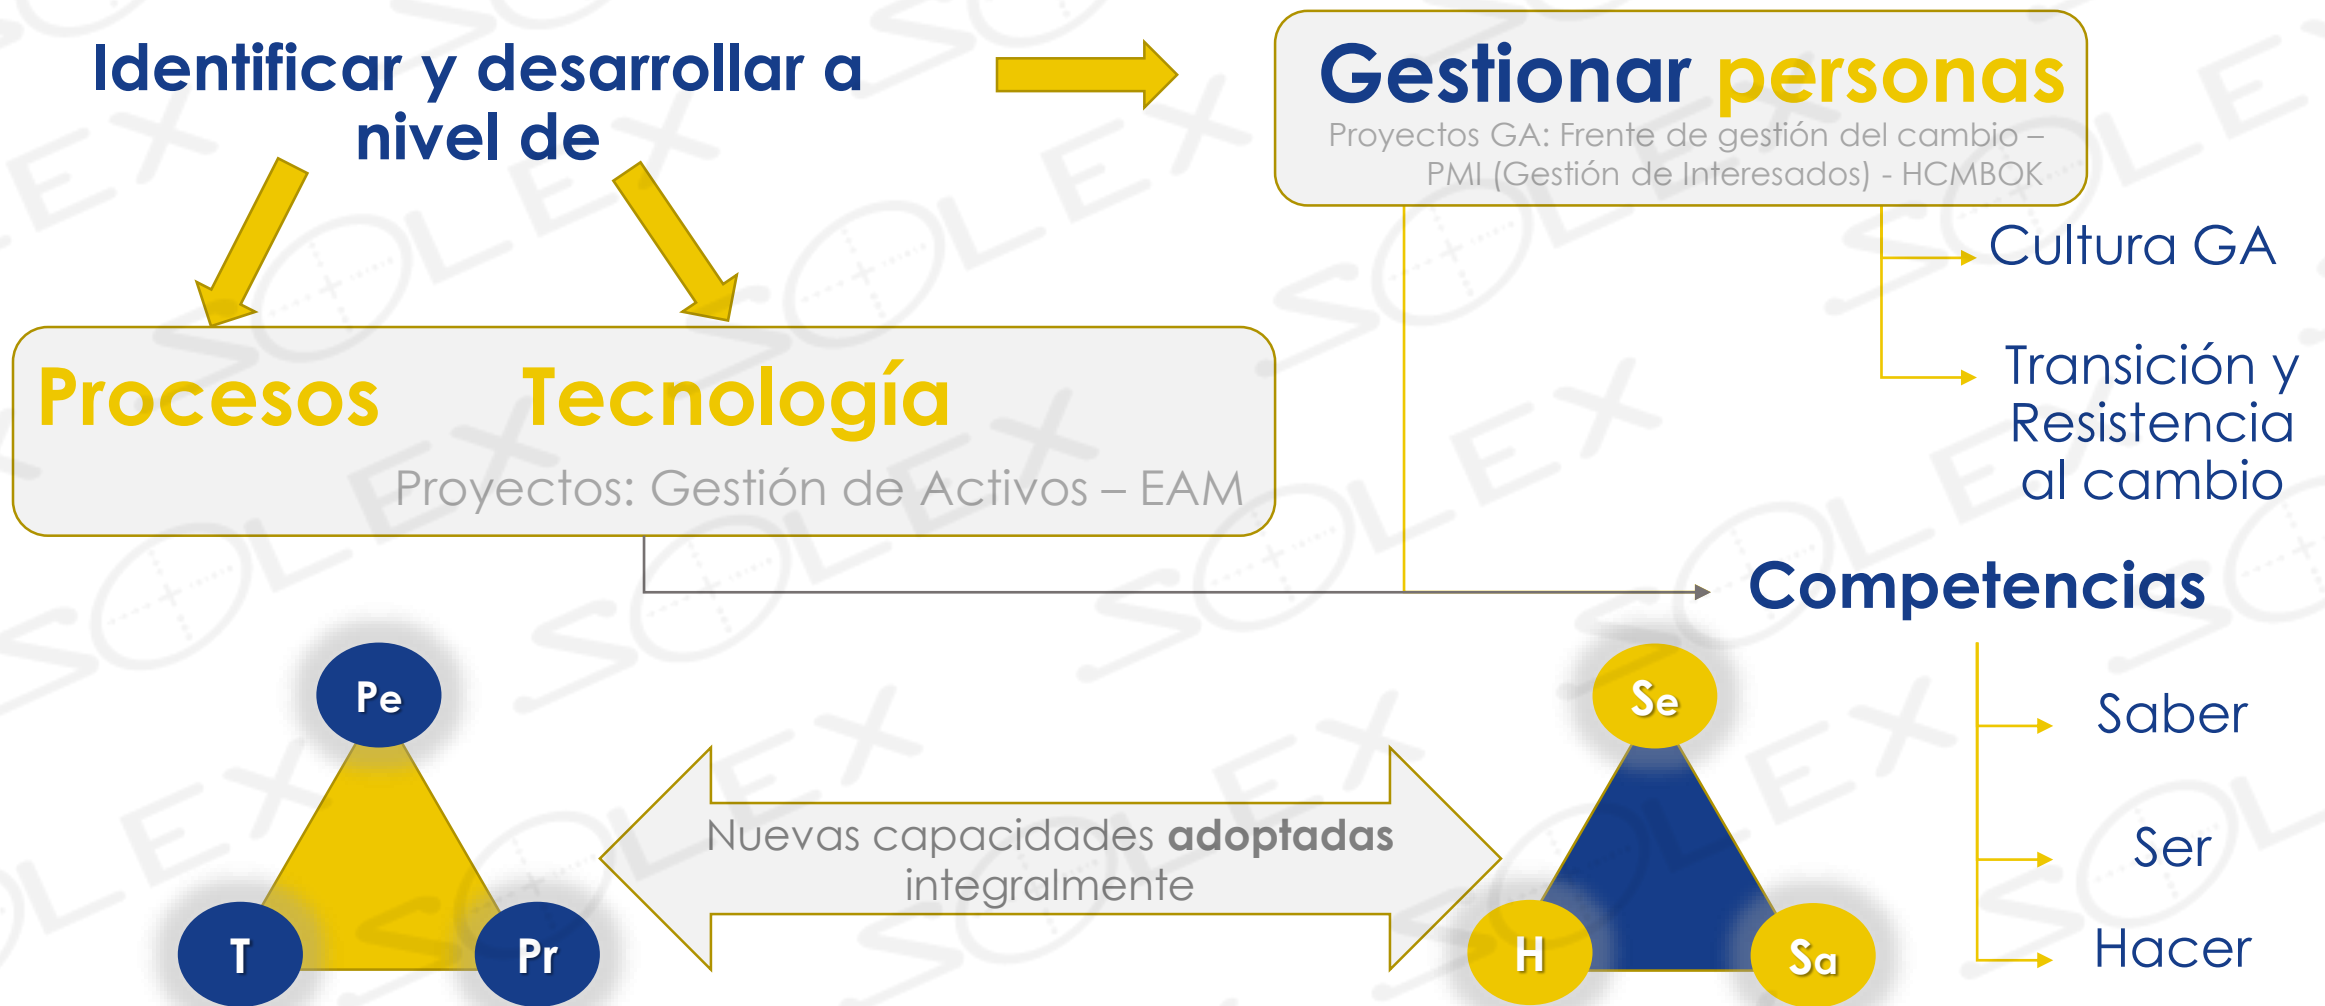 Identificar y desarrollar a
nivel de
Gestionar personas
Proyectos GA: Frente de gestión del cambio –
PMI (Gestión de Interesados) - HCMBOK
Cultura GA
Transición y
Resistencia
al cambio
Procesos Tecnología
Proyectos: Gestión de Activos – EAM
Competencias
Saber
Ser
Hacer
Pe
T
Pr
Nuevas capacidades adoptadas
integralmente
Se
H
Sa
SOLEX